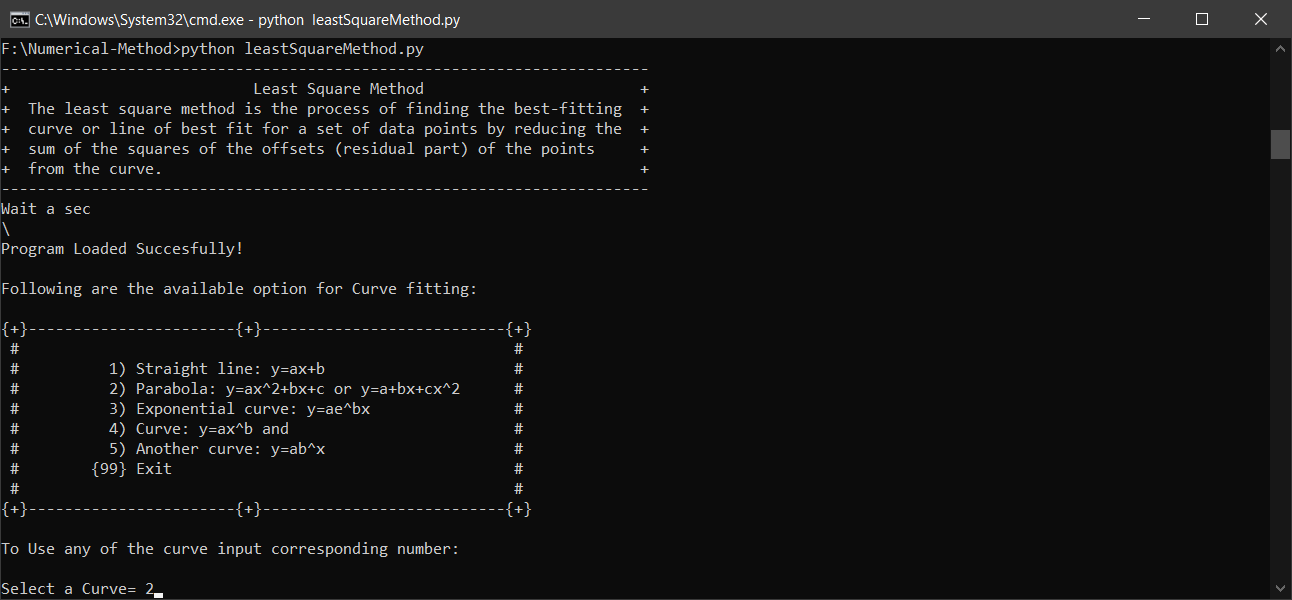 C:\Windows\System32\cmd.exe - python  leastSquareMethod.py
F:\Numerical-Method>python leastSquareMethod.py
------------------------------------------------------------------------
+                           Least Square Method                        +
+  The least square method is the process of finding the best-fitting  +
+  curve or line of best fit for a set of data points by reducing the  +
+  sum of the squares of the offsets (residual part) of the points     +
+  from the curve.                                                     +
------------------------------------------------------------------------
Wait a sec
\
Program Loaded Succesfully!
Following are the available option for Curve fitting:
{+}-----------------------{+}---------------------------{+}
 #                                                       #
 #          1) Straight line: y=ax+b                     #
 #          2) Parabola: y=ax^2+bx+c or y=a+bx+cx^2      #
 #          3) Exponential curve: y=ae^bx                #
 #          4) Curve: y=ax^b and                         #
 #          5) Another curve: y=ab^x                     #
 #        {99} Exit                                      #
 #                                                       #
{+}-----------------------{+}---------------------------{+}
To Use any of the curve input corresponding number:
Select a Curve= 2